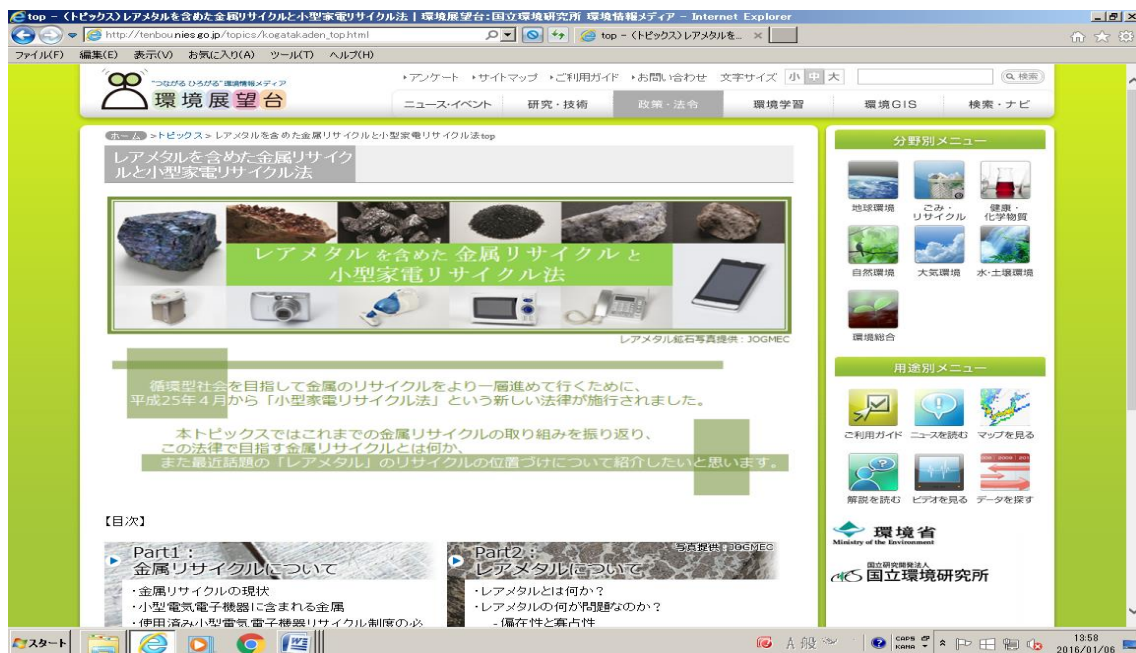 top - (トピックス)レアメタルを含めた金属リサイクルと小型家電リサイクル法 | 環境展望台:国立環境研究所 環境情報メディア - Internet Explorer
http://tenbou.nies.go.jp/topics/kogatakaden_top.html
top - (トピックス)レアメタルを...
ファイル(F) 編集(E) 表示(V) お気に入り(A) ツール(T) ヘルプ(H)
"つながる ひろがる"環境情報メディア
環境展望台
アンケート サイトマップ ご利用ガイド お問い合わせ 文字サイズ 小 中 大 検索
ニュース・イベント 研究・技術 政策・法令 環境学習 環境GIS 検索・ナビ
ホーム >トピックス> レアメタルを含めた金属リサイクルと小型家電リサイクル法top
レアメタルを含めた金属リサイク
ルと小型家電リサイクル法
レアメタル を含めた 金属リサイクル と
小型家電リサイクル法
レアメタル鉱石写真提供:JOGMEC
循環型社会を目指して金属のリサイクルをより一層進めて行くために、
平成25年4月から「小型家電リサイクル法」という新しい法律が施行されました。
本トピックスではこれまでの金属リサイクルの取り組みを振り返り、
この法律で目指す金属リサイクルとは何か、
また最近話題の「レアメタル」のリサイクルの位置づけについて紹介したいと思います。
【目次】
Part1:
金属リサイクルについて
・金属リサイクルの現状
・小型電気電子機器に含まれる金属
・使用済み小型電気電子機器リサイクル制度の必
写真提供:JOGMEC
Part2:
レアメタルについて
・レアメタルとは何か?
・レアメタルの何が問題なのか?
- 偏在性と寡占性
分野別メニュー
地球環境 ごみ・リサイクル 健康・化学物質
自然環境 大気環境 水・土壌環境
環境総合
用途別メニュー
ご利用ガイド ニュースを読む マップを見る
解説を読む ビデオを見る データを探す
環境省
Ministry of the Environment
国立研究開発法人
国立環境研究所
スタート
A 般
CAPS
KANA
13:58
2016/01/06